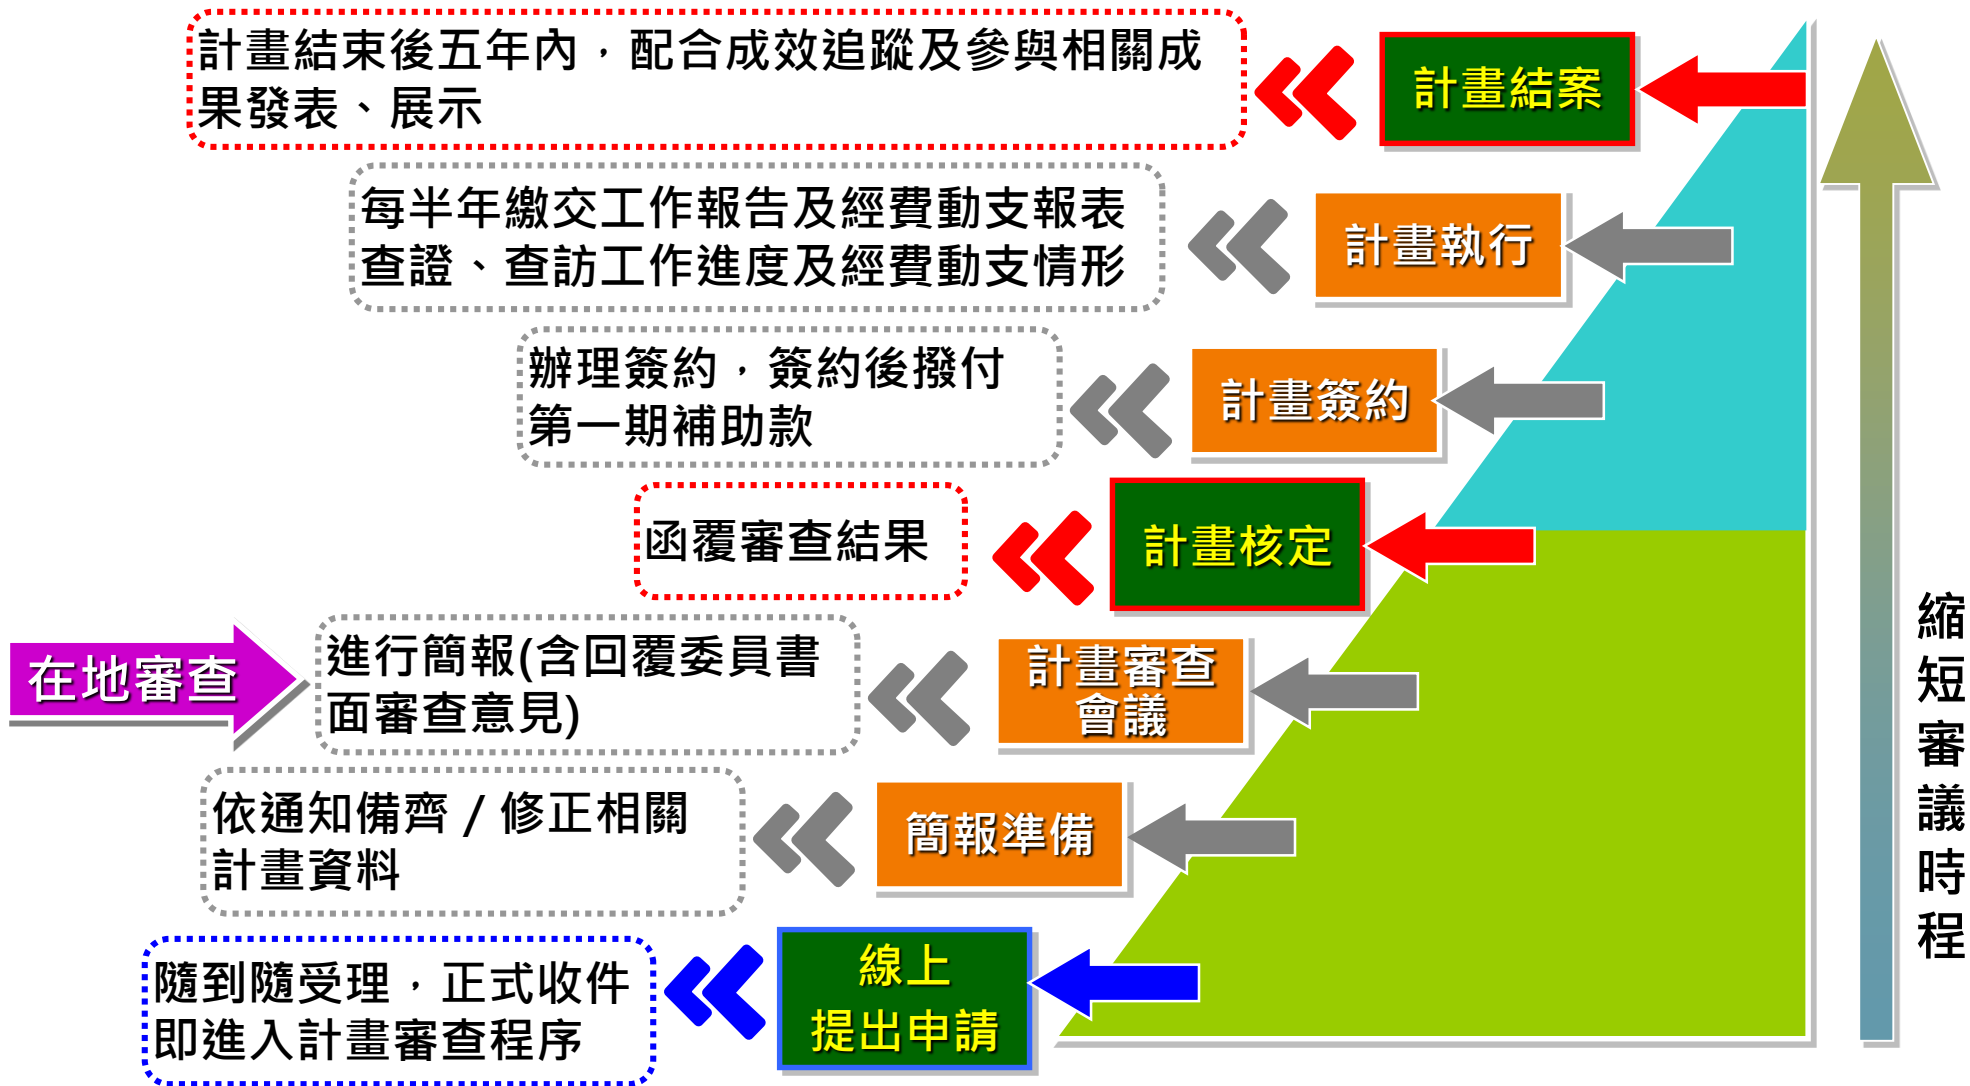 計畫結束後五年內，配合成效追蹤及參與相關成
果發表、展示
計畫結案
每半年繳交工作報告及經費動支報表
查證、查訪工作進度及經費動支情形
計畫執行
辦理簽約，簽約後撥付
第一期補助款
計畫簽約
函覆審查結果
計畫核定
在地審查
進行簡報(含回覆委員書
面審查意見)
計畫審查
會議
依通知備齊／修正相關
計畫資料
簡報準備
隨到隨受理，正式收件
即進入計畫審查程序
線上
提出申請
縮短審議時程